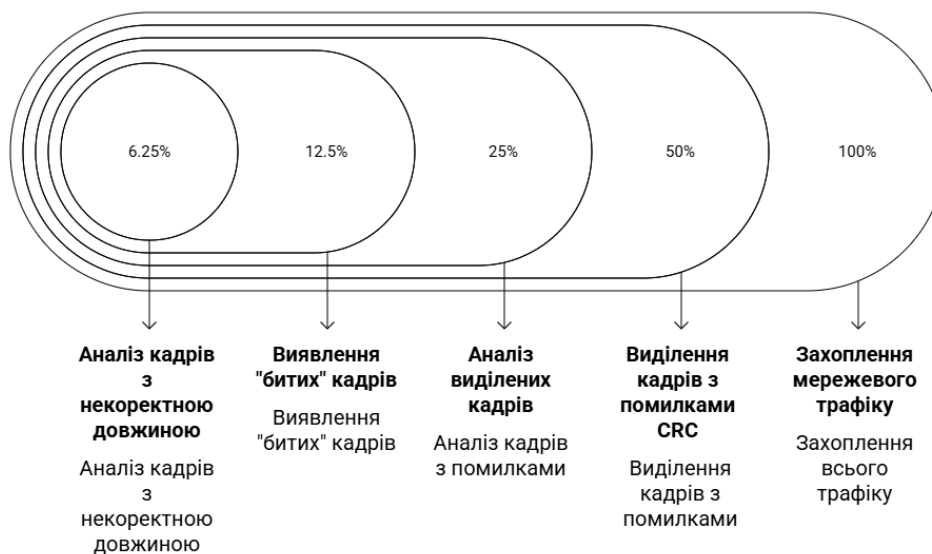 6.25%
12.5%
25%
50%
100%
Аналіз кадрів
з
некоректною
довжиною
Аналіз кадрів
з
некоректною
довжиною
Виявлення
"битих" кадрів
Виявлення
"битих" кадрів
Аналіз
виділених
кадрів
Аналіз кадрів
з помилками
Виділення
кадрів з
помилками
CRC
Виділення
кадрів з
помилками
Захоплення
мережевого
трафіку
Захоплення
всього
трафіку